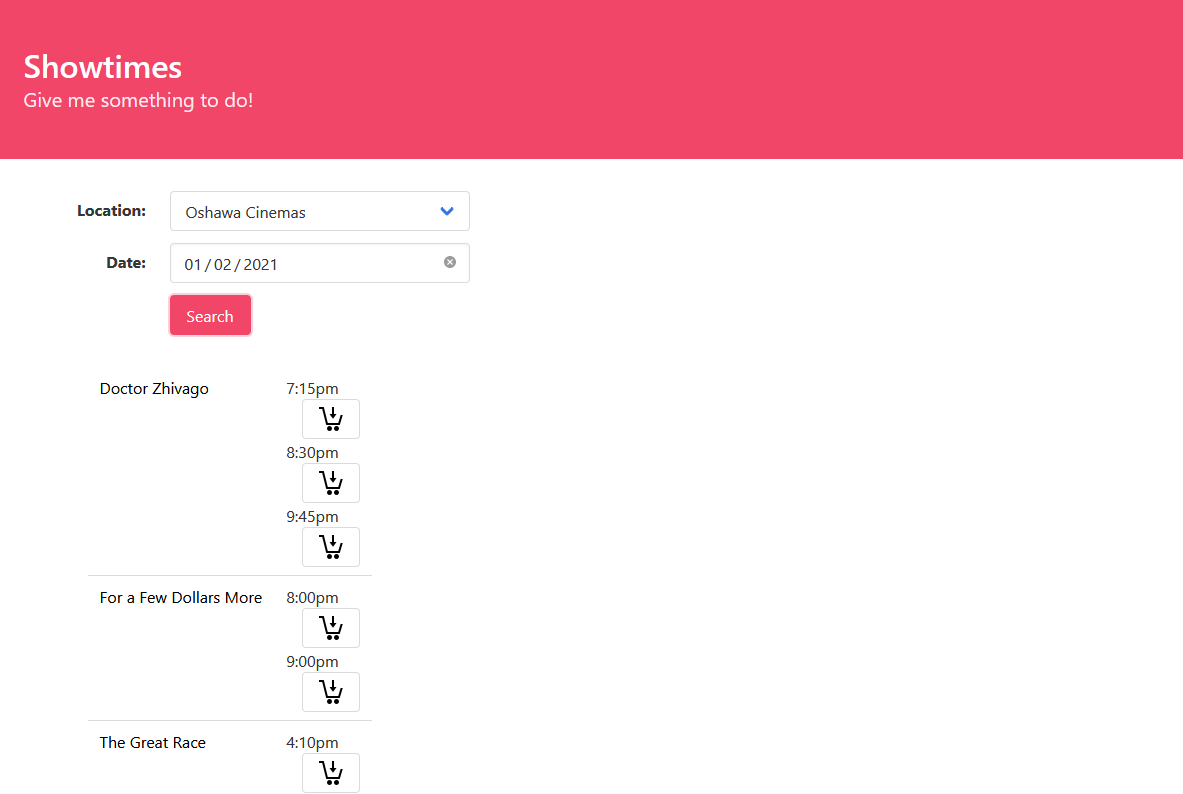 Showtimes
Give me something to do!
Location: Oshawa Cinemas
Date: 01/02/2021
Search
Doctor Zhivago 7:15pm
8:30pm
9:45pm
For a Few Dollars More 8:00pm
9:00pm
The Great Race 4:10pm